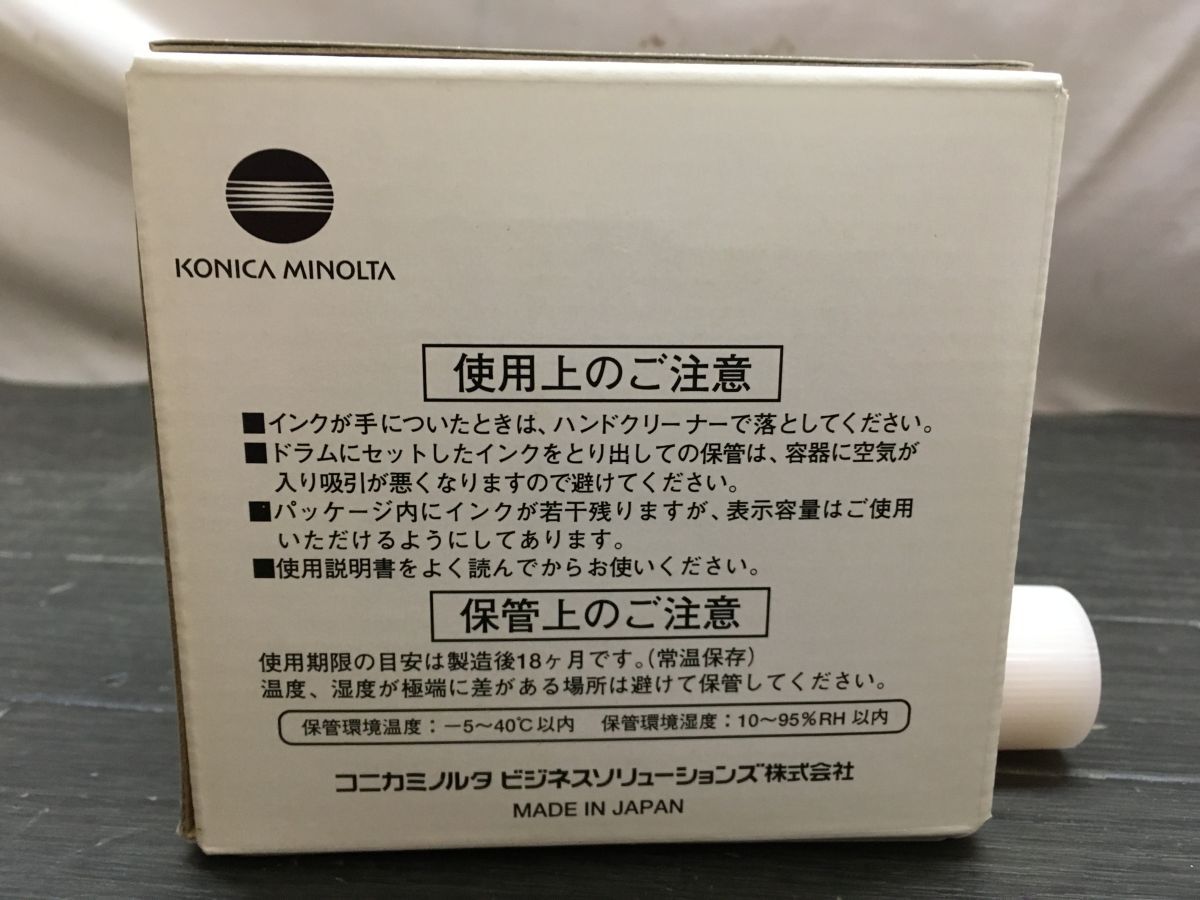 KONICA MINOLTA
使用上のご注意
■インクが手についたときは、ハンドクリーナーで落としてください。
■ドラムにセットしたインクをとり出しての保管は、容器に空気が
入り吸引が悪くなりますので避けてください。
■パッケージ内にインクが若干残りますが、表示容量はご使用
いただけるようにしてあります。
■使用説明書をよく読んでからお使いください。
保管上のご注意
使用期限の目安は製造後18ヶ月です。(常温保存)
温度、湿度が極端に差がある場所は避けて保管してください。
保管環境温度：−5〜40℃以内　保管環境湿度：10〜95%RH 以内
コニカミノルタ ビジネスソリューションズ株式会社
MADE IN JAPAN